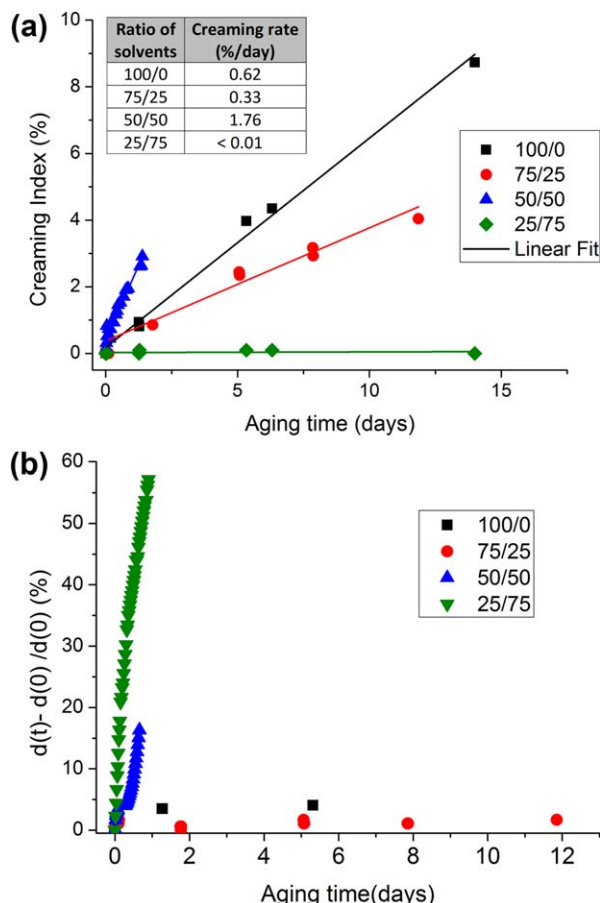 (a)
Ratio of solvents Creaming rate (%/day)
100/0 0.62
75/25 0.33
50/50 1.76
25/75 < 0.01
100/0
75/25
50/50
25/75
Linear Fit
Creaming Index (%)
0
2
4
6
8
10
0 5 10 15
Aging time (days)
(b)
100/0
75/25
50/50
25/75
d(t)- d(0) /d(0) (%)
60
50
40
30
20
10
0
0 2 4 6 8 10 12
Aging time(days)